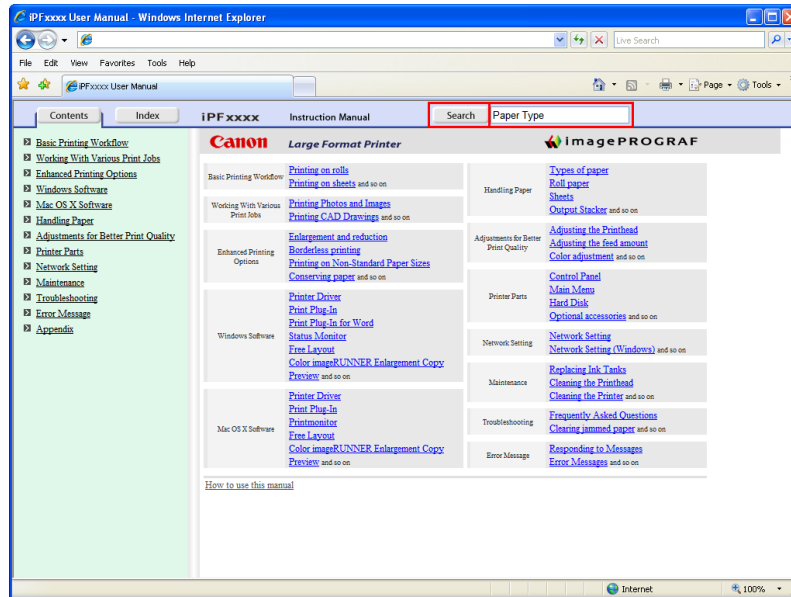 iPFxxxx User Manual - Windows Internet Explorer
Live Search
File Edit View Favorites Tools Help
iPFxxxx User Manual
Page Tools
Contents Index iPFxxxx Instruction Manual Search Paper Type
Basic Printing Workflow
Working With Various Print Jobs
Enhanced Printing Options
Windows Software
Mac OS X Software
Handling Paper
Adjustments for Better Print Quality
Printer Parts
Network Setting
Maintenance
Troubleshooting
Error Message
Appendix
Canon Large Format Printer imagePROGRAF
Basic Printing Workflow
Printing on rolls
Printing on sheets and so on
Working With Various
Print Jobs
Printing Photos and Images
Printing CAD Drawings and so on
Enhanced Printing
Options
Enlargement and reduction
Borderless printing
Printing on Non-Standard Paper Sizes
Conserving paper and so on
Windows Software
Printer Driver
Print Plug-In
Print Plug-In for Word
Status Monitor
Free Layout
Color imageRUNNER Enlargement Copy
Preview and so on
Mac OS X Software
Printer Driver
Print Plug-In
Printmonitor
Free Layout
Color imageRUNNER Enlargement Copy
Preview and so on
Handling Paper
Types of paper
Roll paper
Sheets
Output Stacker and so on
Adjustments for Better
Print Quality
Adjusting the Printhead
Adjusting the feed amount
Color adjustment and so on
Printer Parts
Control Panel
Main Menu
Hard Disk
Optional accessories and so on
Network Setting
Network Setting
Network Setting (Windows) and so on
Maintenance
Replacing Ink Tanks
Cleaning the Printhead
Cleaning the Printer and so on
Troubleshooting
Frequently Asked Questions
Clearing jammed paper and so on
Error Message
Responding to Messages
Error Messages and so on
How to use this manual
Internet 100%